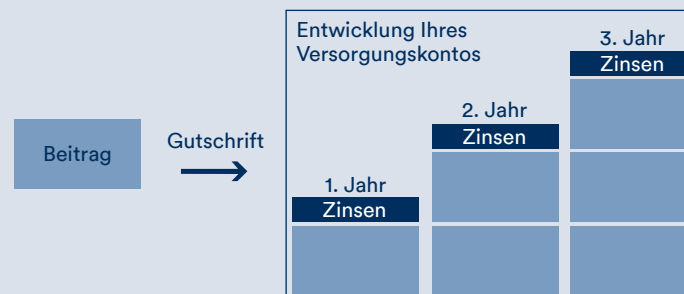 Beitrag
Gutschrift
Entwicklung Ihres
Versorgungskontos
1. Jahr
Zinsen
2. Jahr
Zinsen
3. Jahr
Zinsen